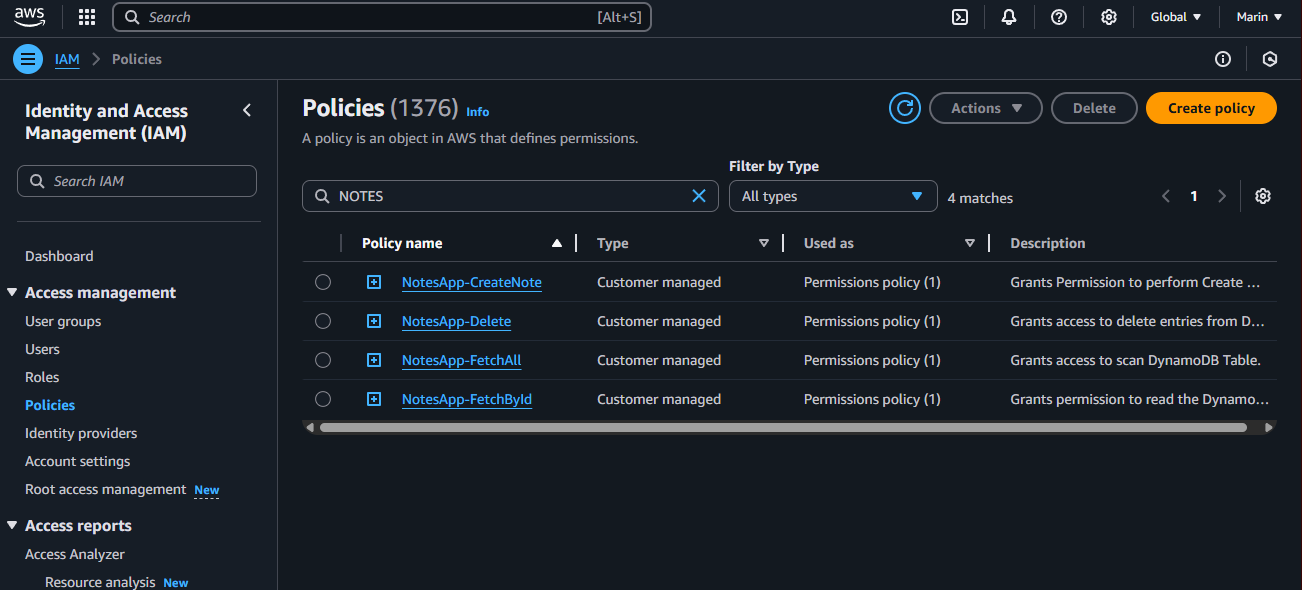 aws
Search [Alt+S] Global Marin
IAM Policies
Identity and Access
Management (IAM)
Search IAM
Dashboard
Access management
User groups
Users
Roles
Policies
Identity providers
Account settings
Root access management New
Access reports
Access Analyzer
Resource analysis New
Policies (1376) Info
Actions Delete Create policy
A policy is an object in AWS that defines permissions.
Filter by Type
NOTES All types 4 matches 1
Policy name Type Used as Description
NotesApp-CreateNote Customer managed Permissions policy (1) Grants Permission to perform Create ...
NotesApp-Delete Customer managed Permissions policy (1) Grants access to delete entries from D...
NotesApp-FetchAll Customer managed Permissions policy (1) Grants access to scan DynamoDB Table.
NotesApp-FetchById Customer managed Permissions policy (1) Grants permission to read the Dynamo...